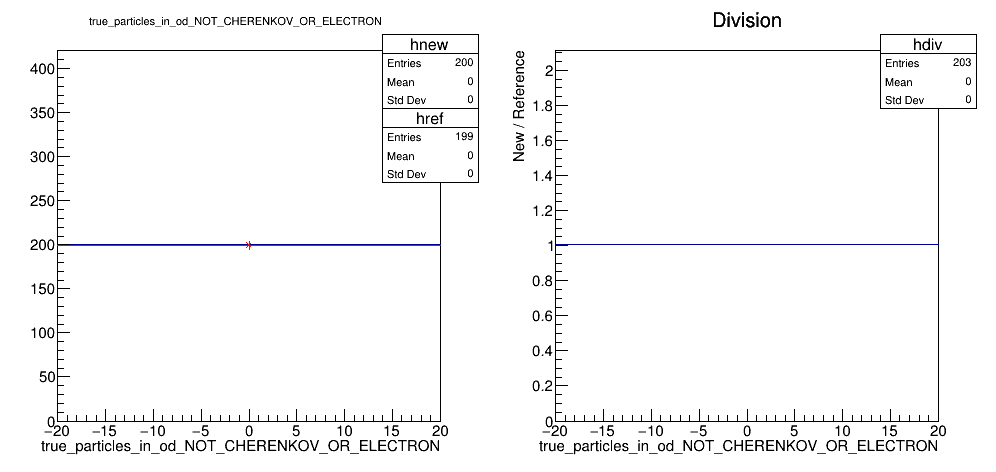 true_particles_in_od_NOT_CHERENKOV_OR_ELECTRON
hnew
Entries 200
Mean 0
Std Dev 0
href
Entries 199
Mean 0
Std Dev 0
400
350
300
250
200
150
100
50
0
−20 −15 −10 −5 0 5 10 15 20
true_particles_in_od_NOT_CHERENKOV_OR_ELECTRON
Division
hdiv
Entries 203
Mean 0
Std Dev 0
New / Reference
2
1.8
1.6
1.4
1.2
1
0.8
0.6
0.4
0.2
0
−20 −15 −10 −5 0 5 10 15 20
true_particles_in_od_NOT_CHERENKOV_OR_ELECTRON